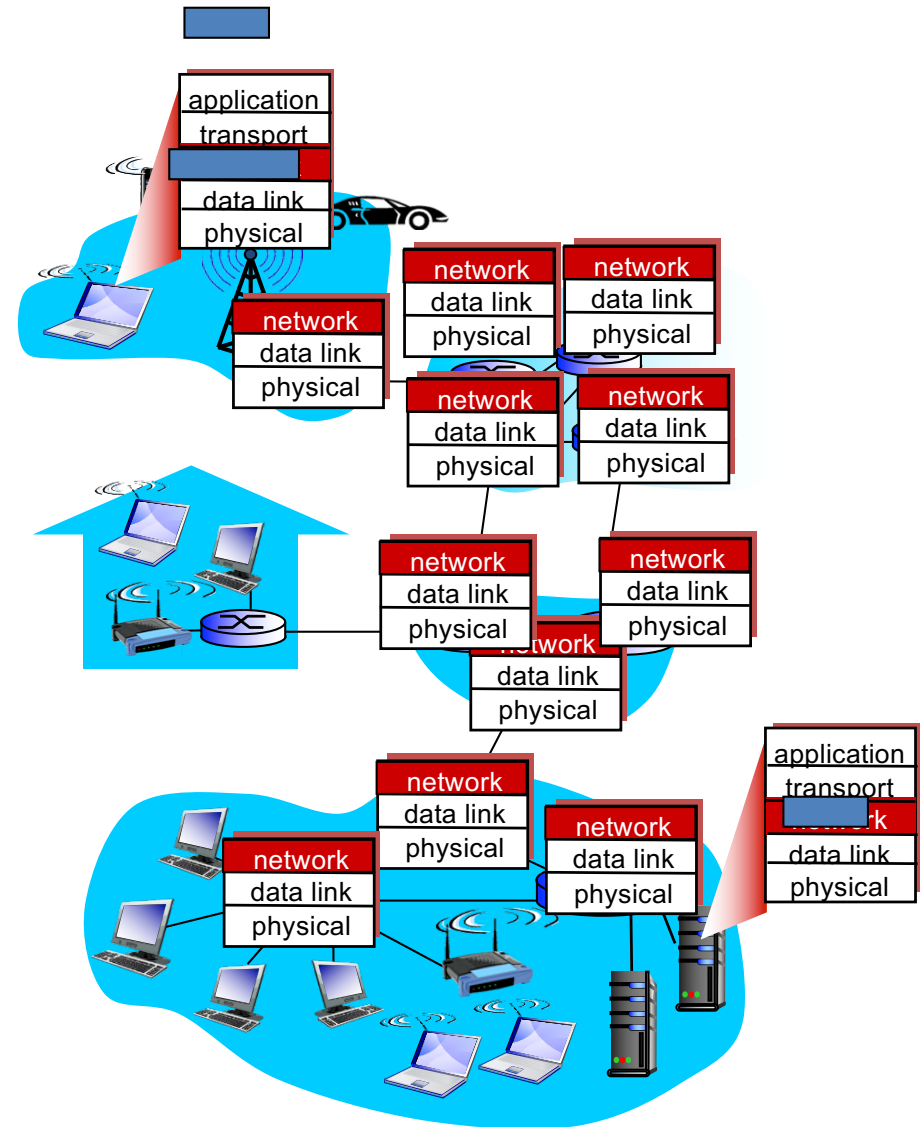 application
transport
data link
physical
network
data link
physical
network
data link
physical
network
data link
physical
network
data link
physical
network
data link
physical
network
data link
physical
network
data link
physical
network
data link
physical
network
data link
physical
application
transport
network
data link
physical
network
data link
physical
network
data link
physical